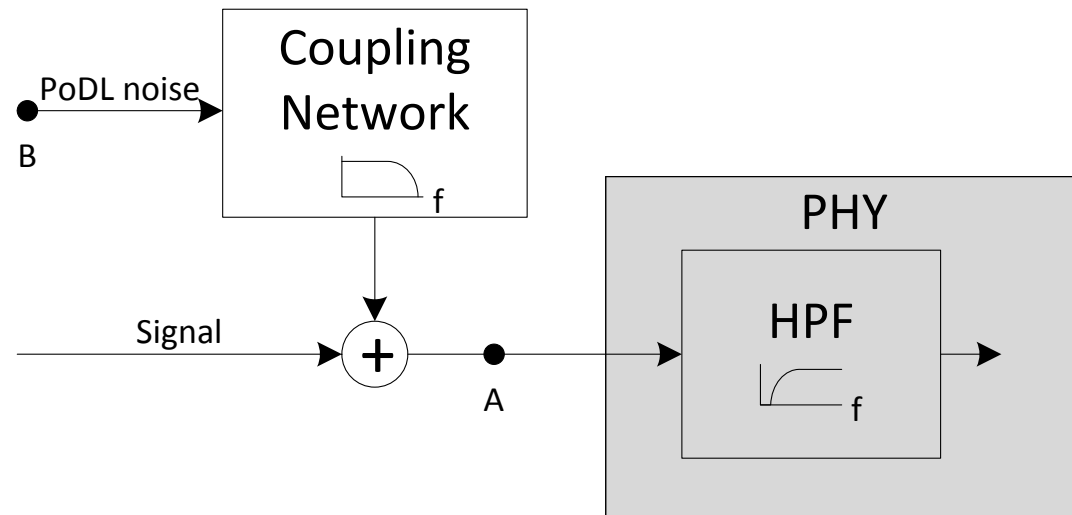 Coupling
Network
f
PoDL noise
B
Signal
+
A
PHY
HPF
f